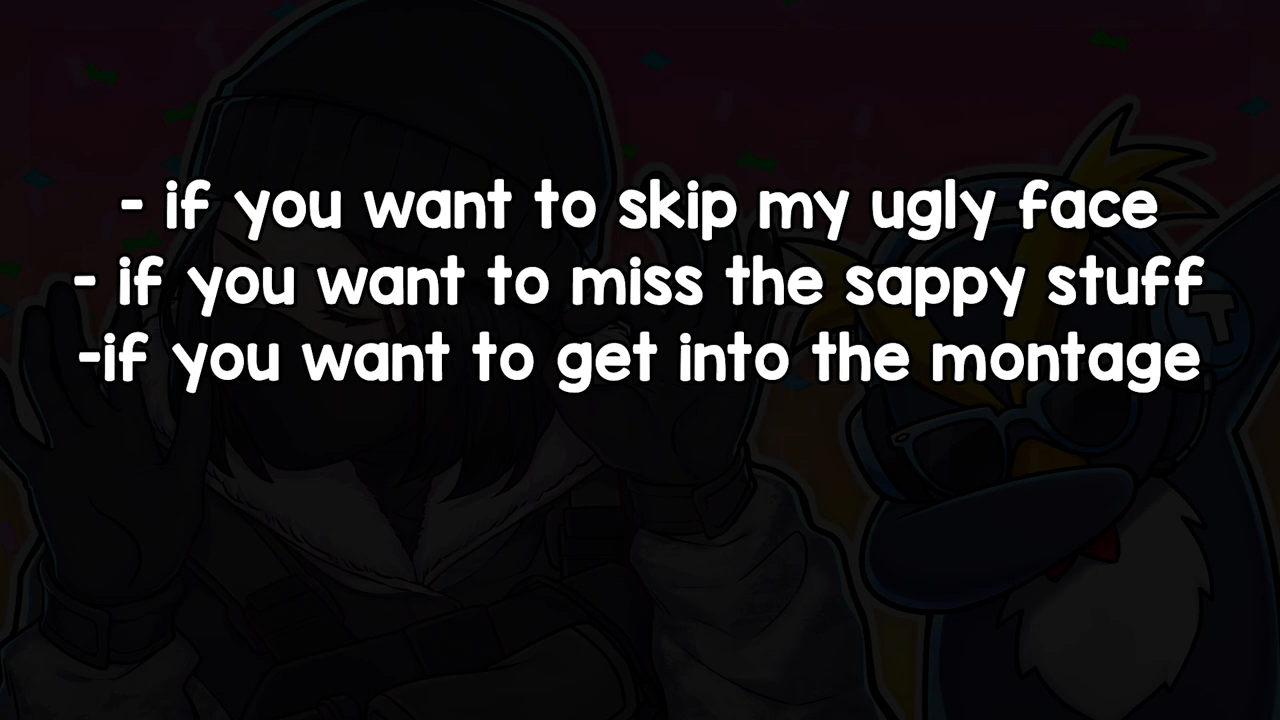 - if you want to skip my ugly face
- if you want to miss the sappy stuff
-if you want to get into the montage
T